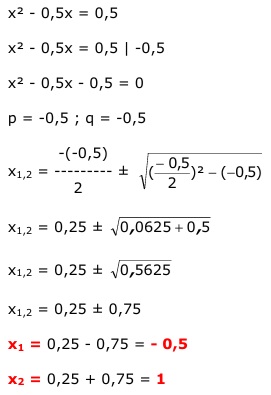 x² - 0,5x = 0,5
x² - 0,5x = 0,5 | -0,5
x² - 0,5x - 0,5 = 0
p = -0,5 ; q = -0,5
x₁,₂ = -(-0,5) / 2 ± √((- 0,5 / 2)² − (−0,5))
x₁,₂ = 0,25 ± √(0,0625 + 0,5)
x₁,₂ = 0,25 ± √(0,5625)
x₁,₂ = 0,25 ± 0,75
x₁ = 0,25 - 0,75 = - 0,5
x₂ = 0,25 + 0,75 = 1